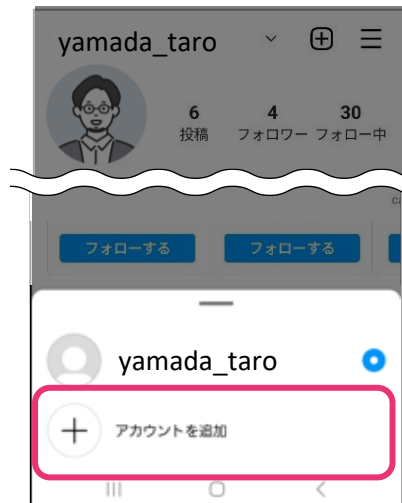 yamada_taro
6 4 30
投稿 フォロワー フォロー中
フォローする フォローする
yamada_taro
アカウントを追加